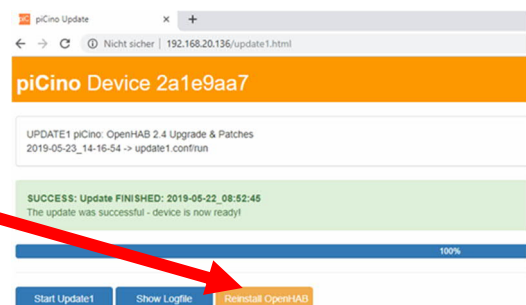 piCino Update
Nicht sicher | 192.168.20.136/update1.html
piCino Device 2a1e9aa7
UPDATE1 piCino: OpenHAB 2.4 Upgrade & Patches
2019-05-23_14-16-54 -> update1.conf/run
SUCCESS: Update FINISHED: 2019-05-22_08:52:45
The update was successful - device is now ready!
100%
Start Update1 Show Logfile Reinstall OpenHAB